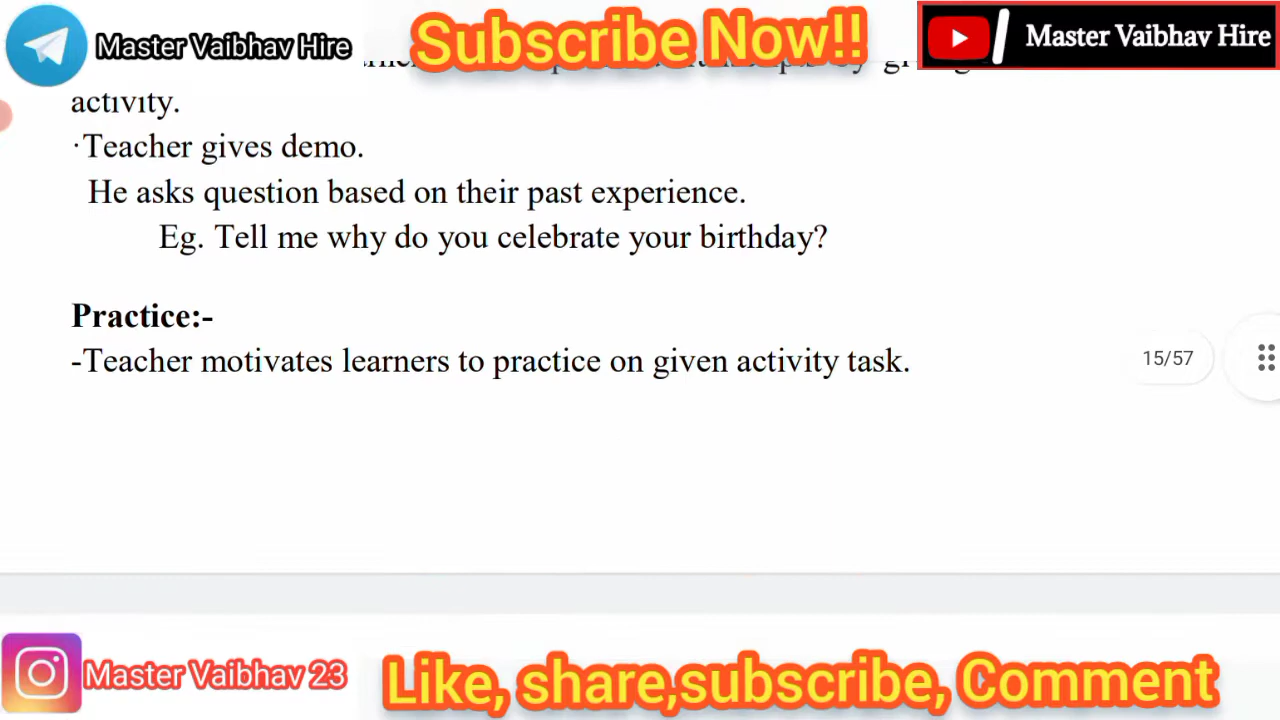 Master Vaibhav Hire
Subscribe Now!!
Master Vaibhav Hire
activity.
·Teacher gives demo.
He asks question based on their past experience.
Eg. Tell me why do you celebrate your birthday?
Practice:-
-Teacher motivates learners to practice on given activity task.
15/57
Master Vaibhav 23
Like, share,subscribe, Comment